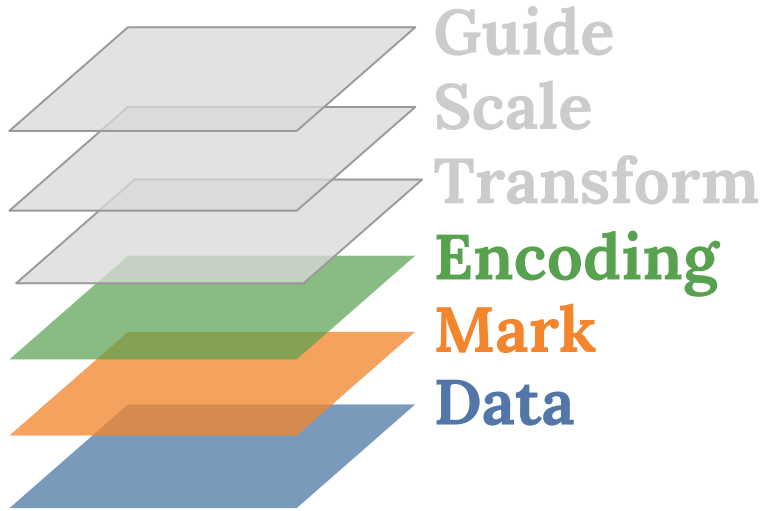 Guide
Scale
Transform
Encoding
Mark
Data